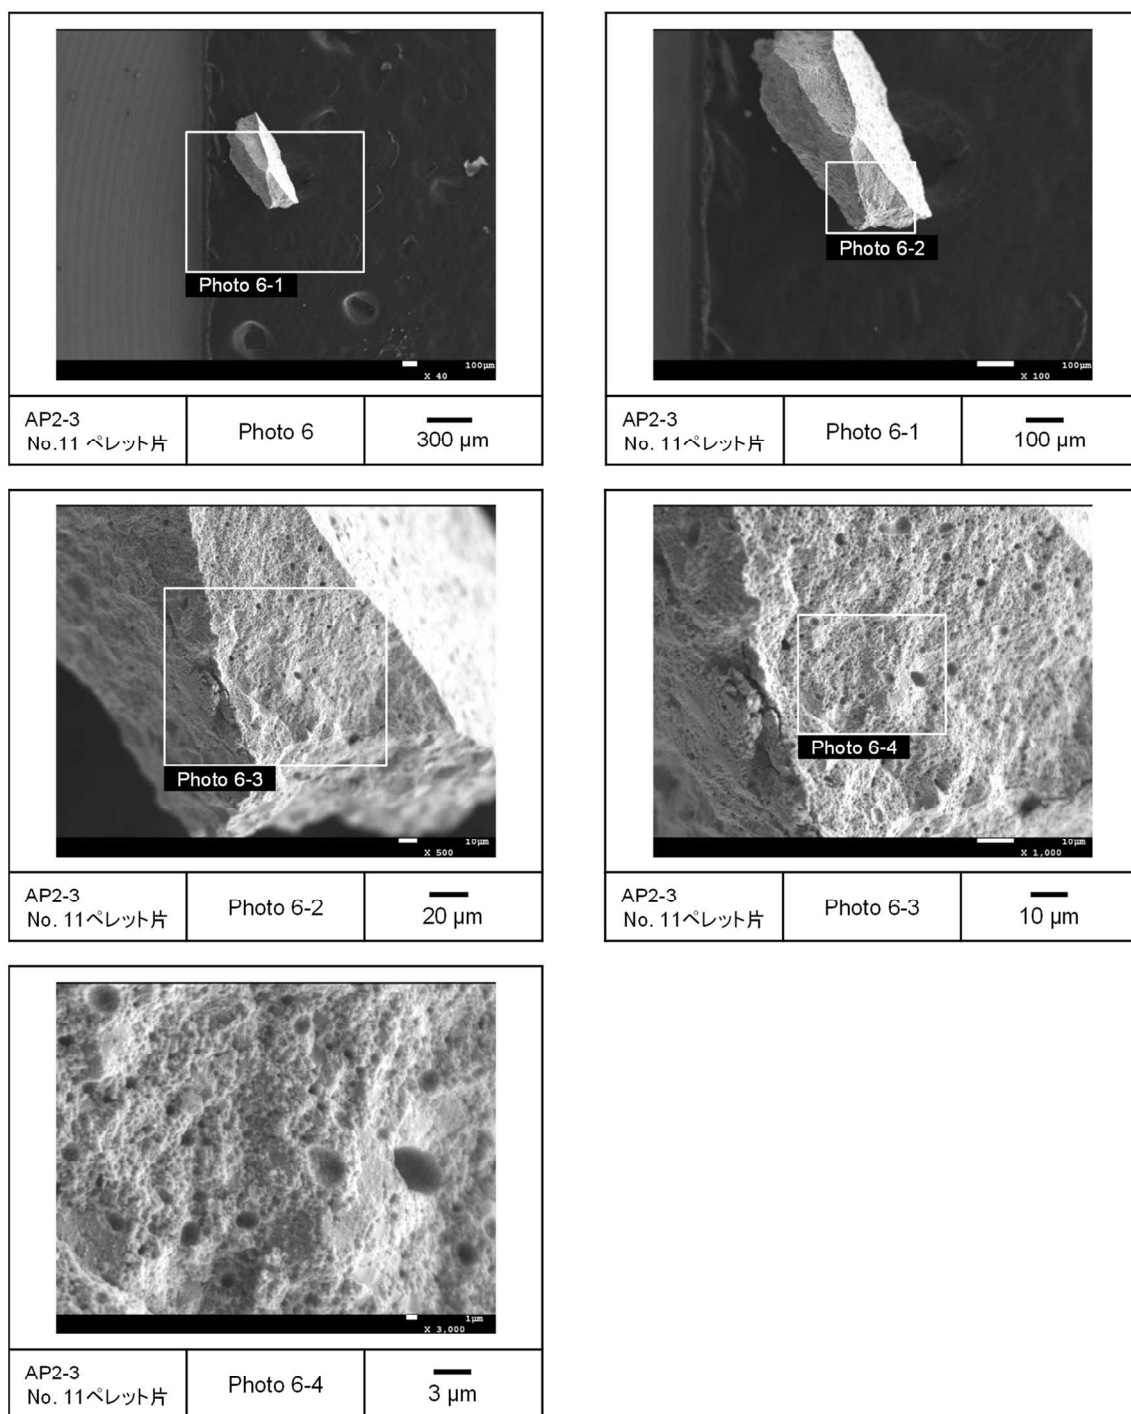 Photo 6-1
100μm
X 40
AP2-3
No.11 ペレット片
Photo 6
300 μm
Photo 6-2
100μm
X 100
AP2-3
No. 11 ペレット片
Photo 6-1
100 μm
Photo 6-3
10μm
X 500
AP2-3
No. 11ペレット片
Photo 6-2
20 μm
Photo 6-4
10μm
X 1,000
AP2-3
No. 11ペレット片
Photo 6-3
10 μm
1μm
X 3,000
AP2-3
No. 11ペレット片
Photo 6-4
3 μm